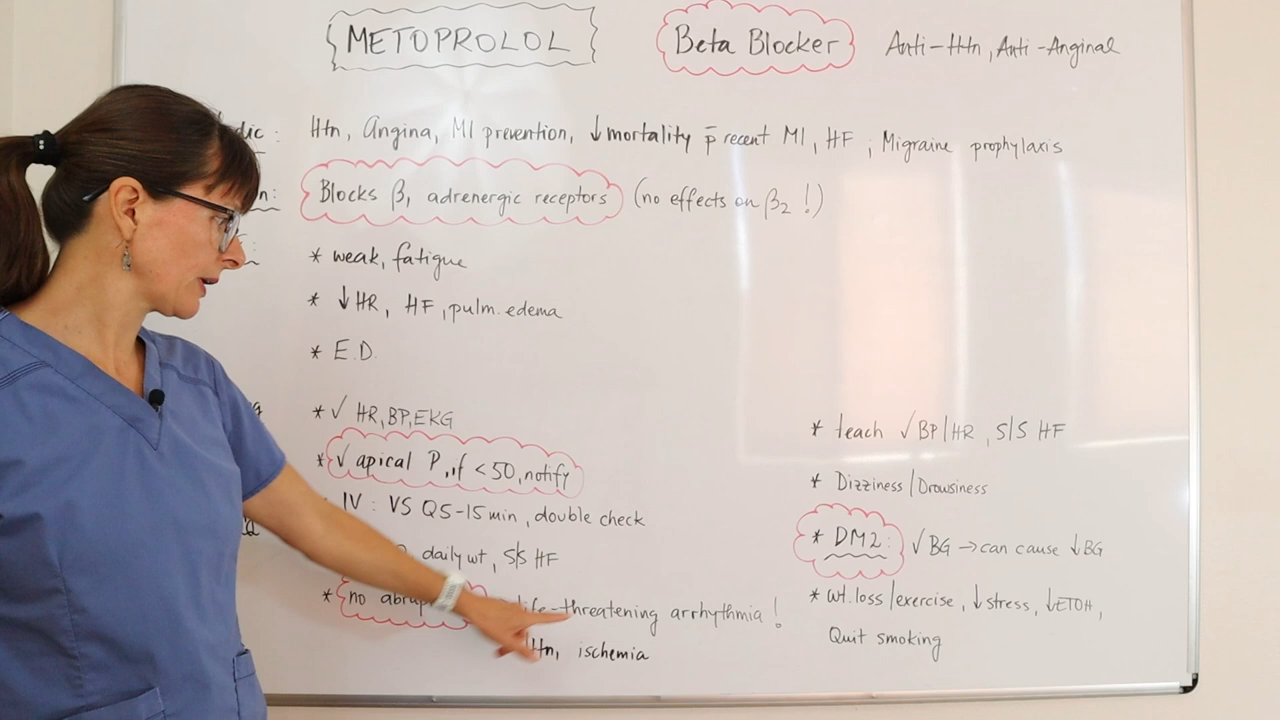 METOPROLOL Beta Blocker Anti-Htn, Anti-Anginal
Htn, Angina, MI prevention, ↓mortality p̄ recent MI, HF ; Migraine prophylaxis
Blocks β₁ adrenergic receptors (no effects on β₂ !)
* weak, fatigue
* ↓HR, HF, pulm. edema
* E.D.
* √ HR, BP, EKG
* √ apical P, if <50, notify
IV : VS Q5-15 min, double check
daily wt, S/S HF
* no life-threatening arrhythmia !
Htn, ischemia
* teach √BP/HR, S/S HF
* Dizziness/Drowsiness
* DM2: √BG → can cause ↓BG
* wt. loss/exercise, ↓stress, ↓ETOH,
Quit smoking